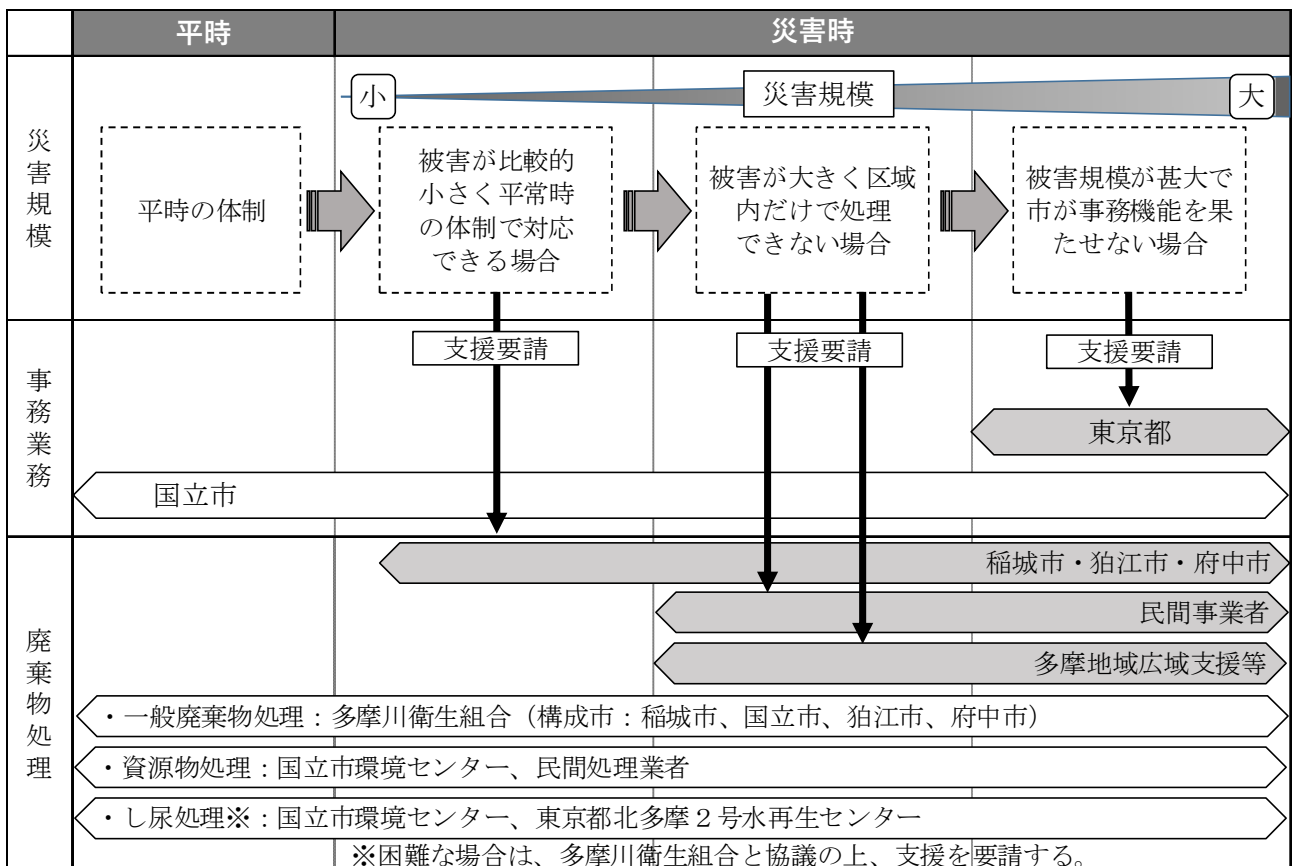 平時
災害時
災害規模
小
災害規模
大
平時の体制
被害が比較的
小さく平常時
の体制で対応
できる場合
被害が大きく区域
内だけで処理
できない場合
被害規模が甚大で
市が事務機能を果
たせない場合
事務業務
支援要請
支援要請
支援要請
東京都
国立市
廃棄物処理
稲城市・狛江市・府中市
民間事業者
多摩地域広域支援等
・一般廃棄物処理：多摩川衛生組合（構成市：稲城市、国立市、狛江市、府中市）
・資源物処理：国立市環境センター、民間処理業者
・し尿処理※：国立市環境センター、東京都北多摩２号水再生センター
※困難な場合は、多摩川衛生組合と協議の上、支援を要請する。